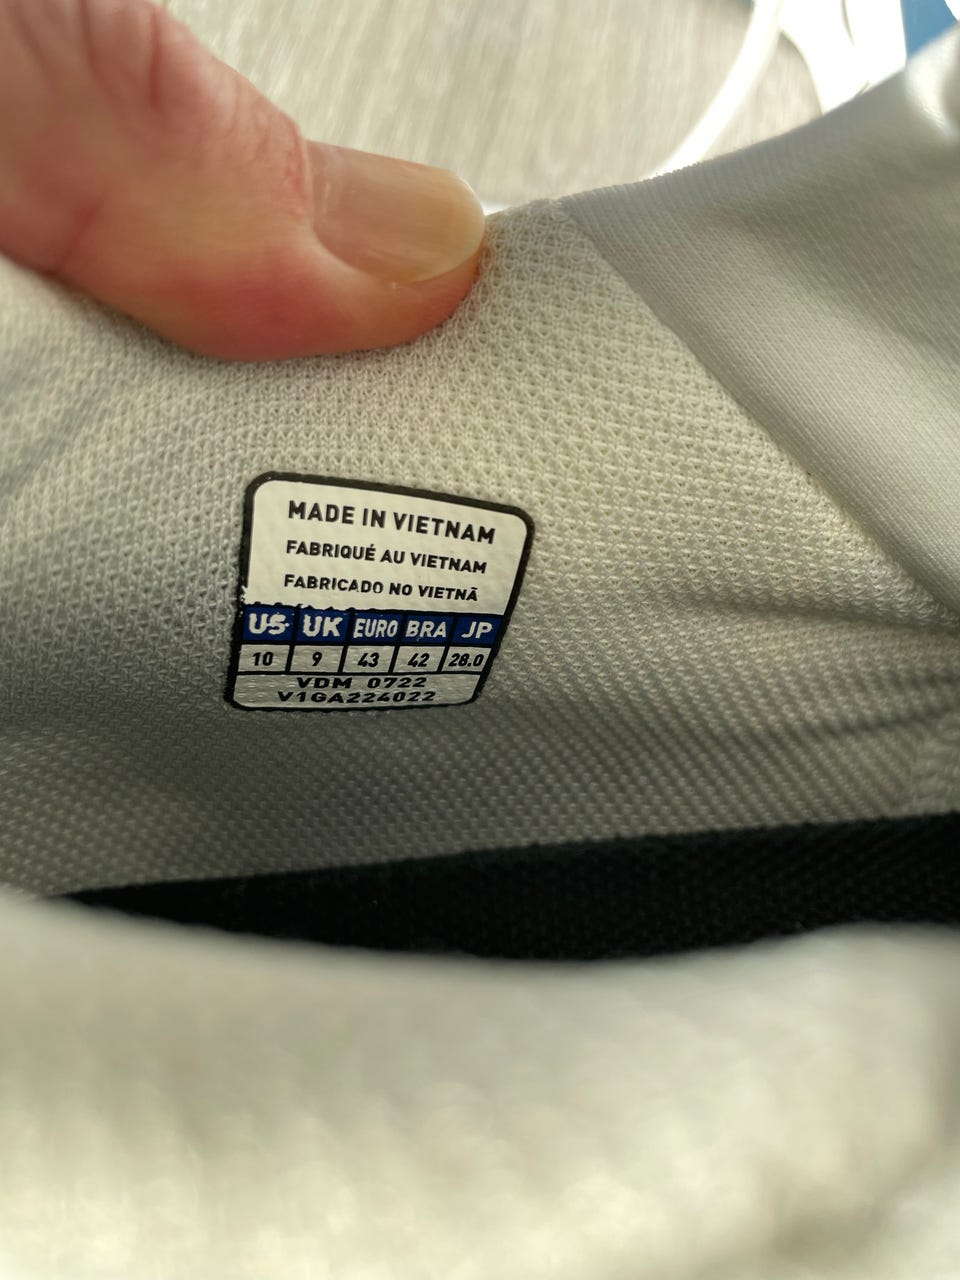 MADE IN VIETNAM
FABRIQUÉ AU VIETNAM
FABRICADO NO VIETNÃ
US UK EURO BRA JP
10 9 43 42 28.0
VDM 0722
V1GA224022